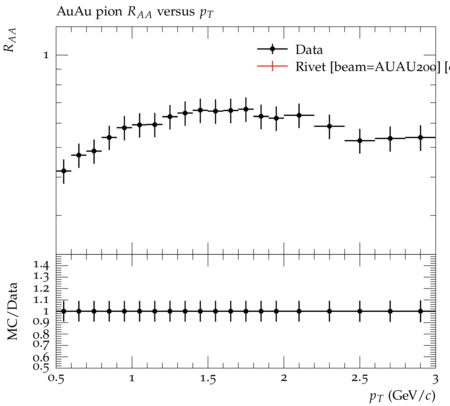 AuAu pion R_AA versus p_T
R_AA
1
Data
Rivet [beam=AUAU200] [
MC/Data
1.4
1.3
1.2
1.1
1
0.9
0.8
0.7
0.6
0.5
0.5 1 1.5 2 2.5 3
p_T (GeV/c)